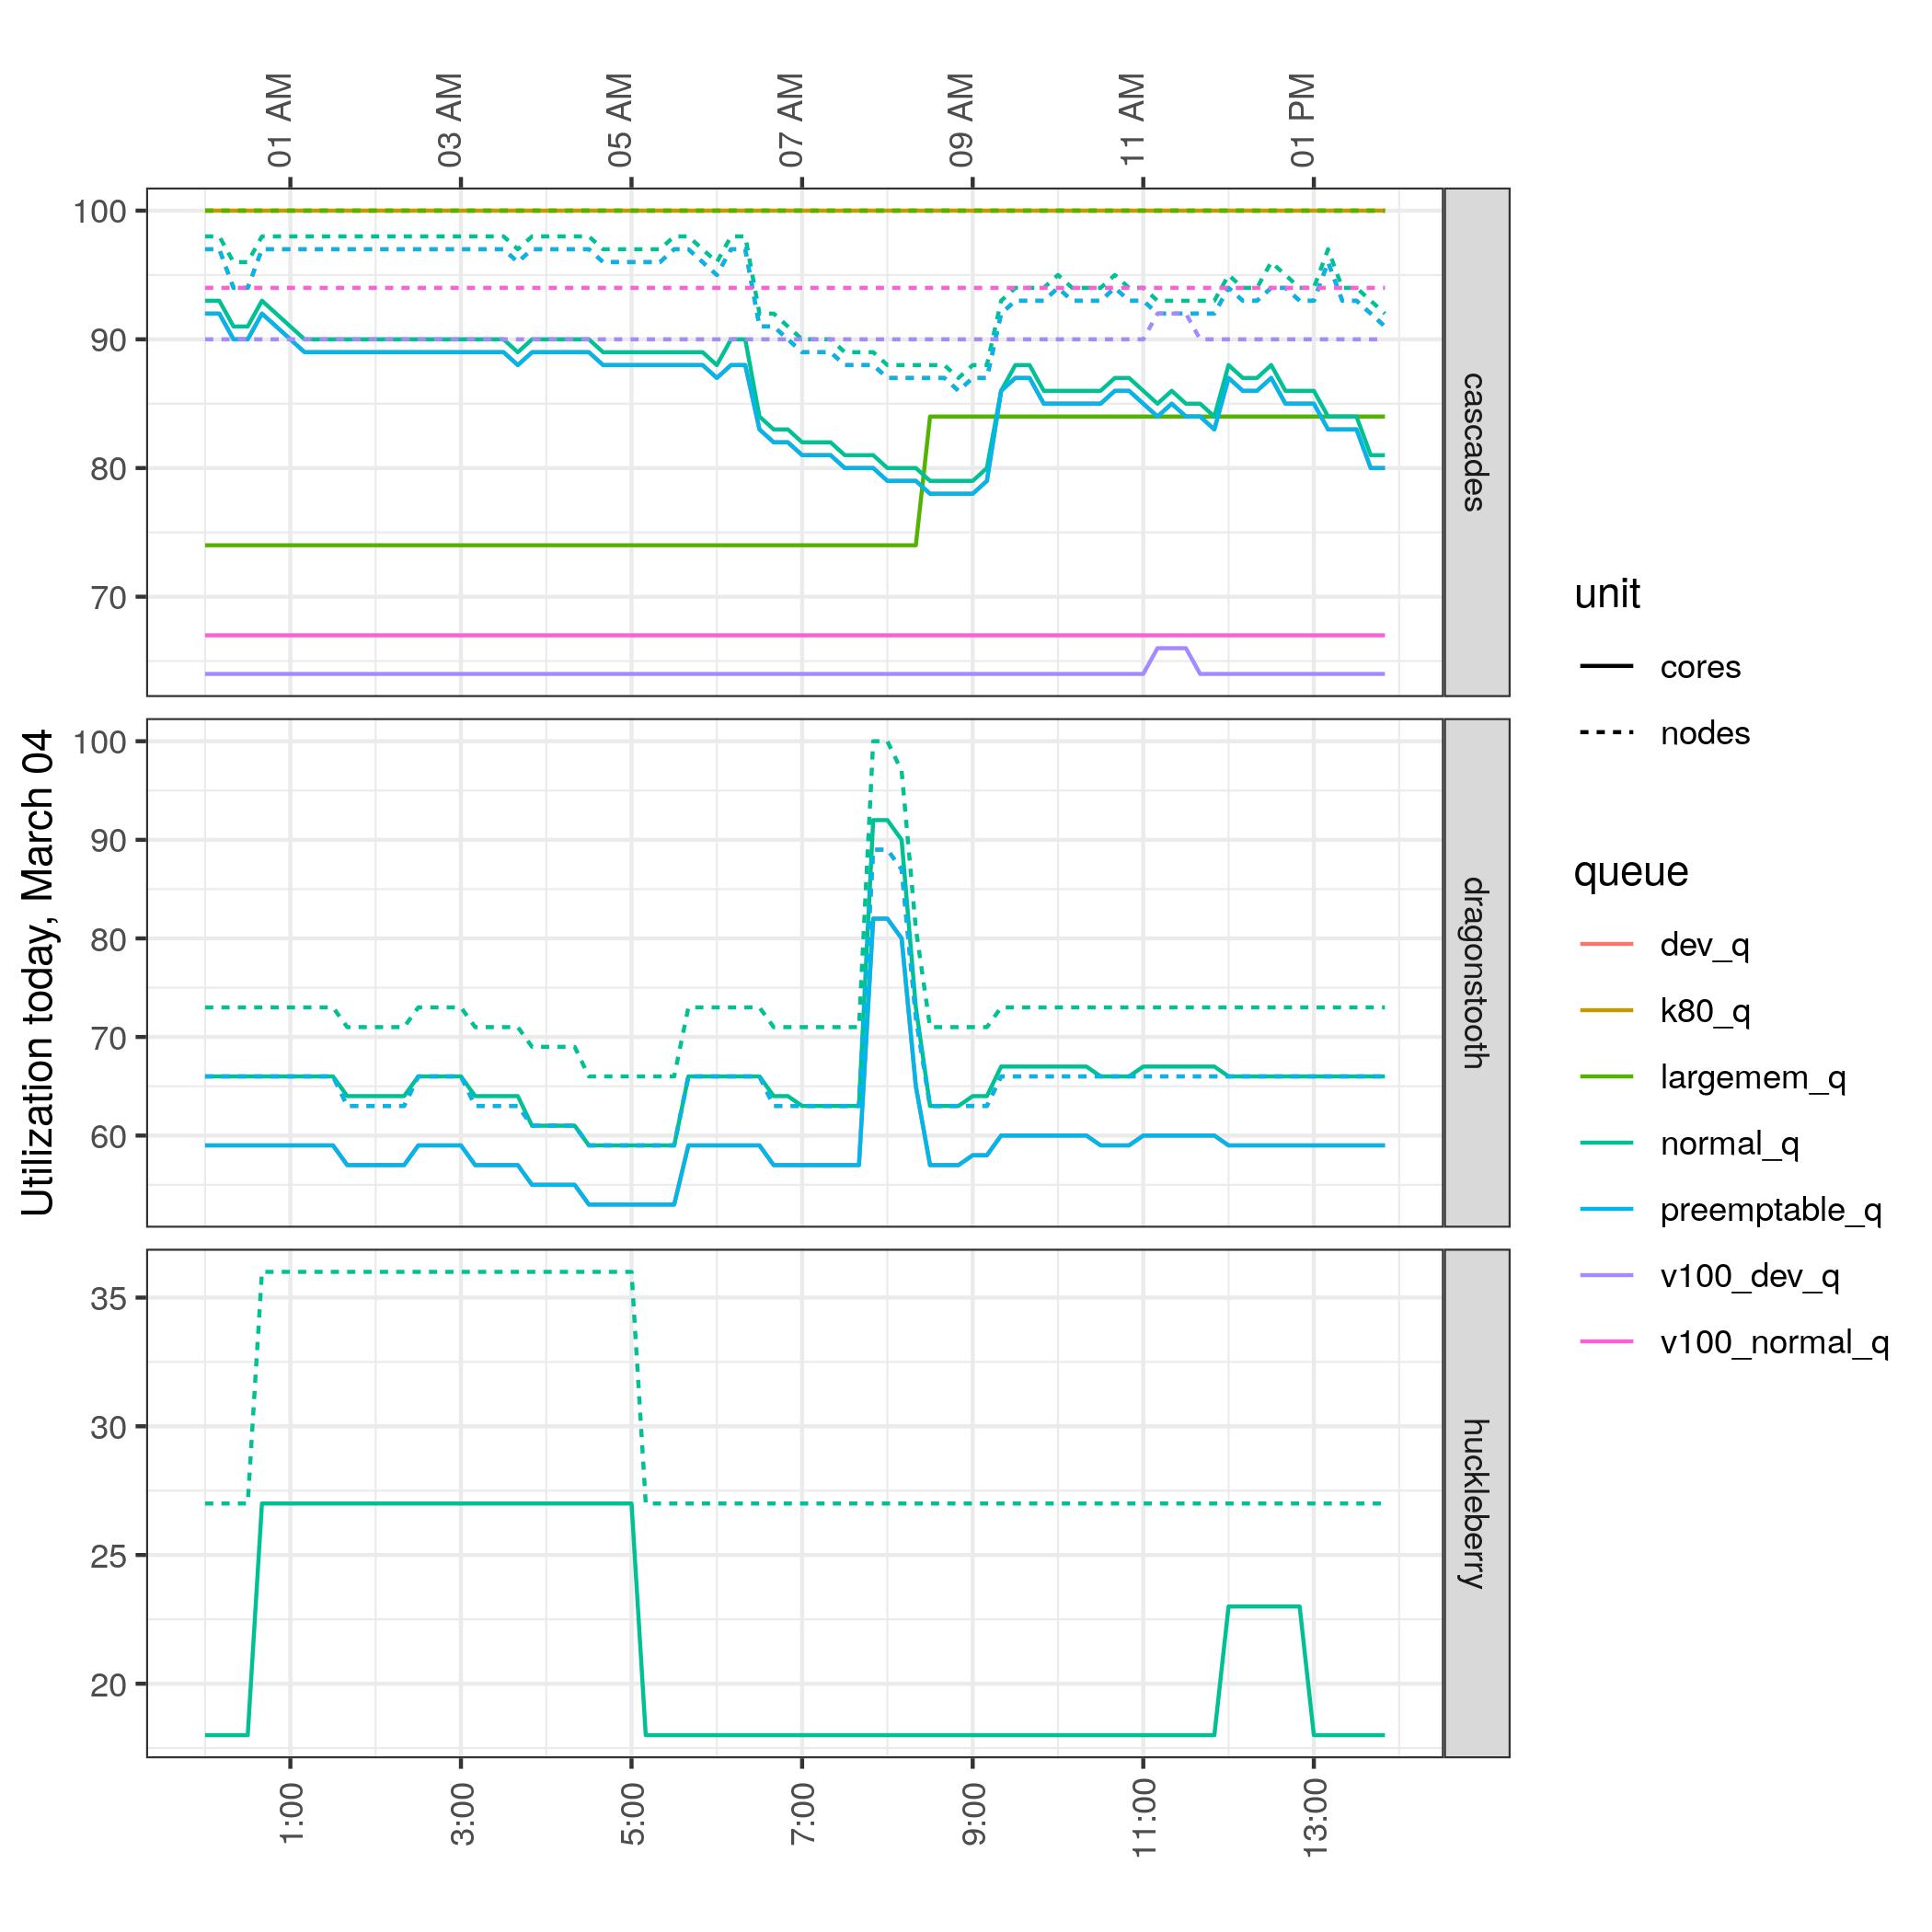 01 AM
03 AM
05 AM
07 AM
09 AM
11 AM
01 PM
Utilization today, March 04
100
90
80
70
cascades
100
90
80
70
60
dragonstooth
35
30
25
20
huckleberry
1:00
3:00
5:00
7:00
9:00
11:00
13:00
unit
cores
nodes
queue
dev_q
k80_q
largemem_q
normal_q
preemptable_q
v100_dev_q
v100_normal_q